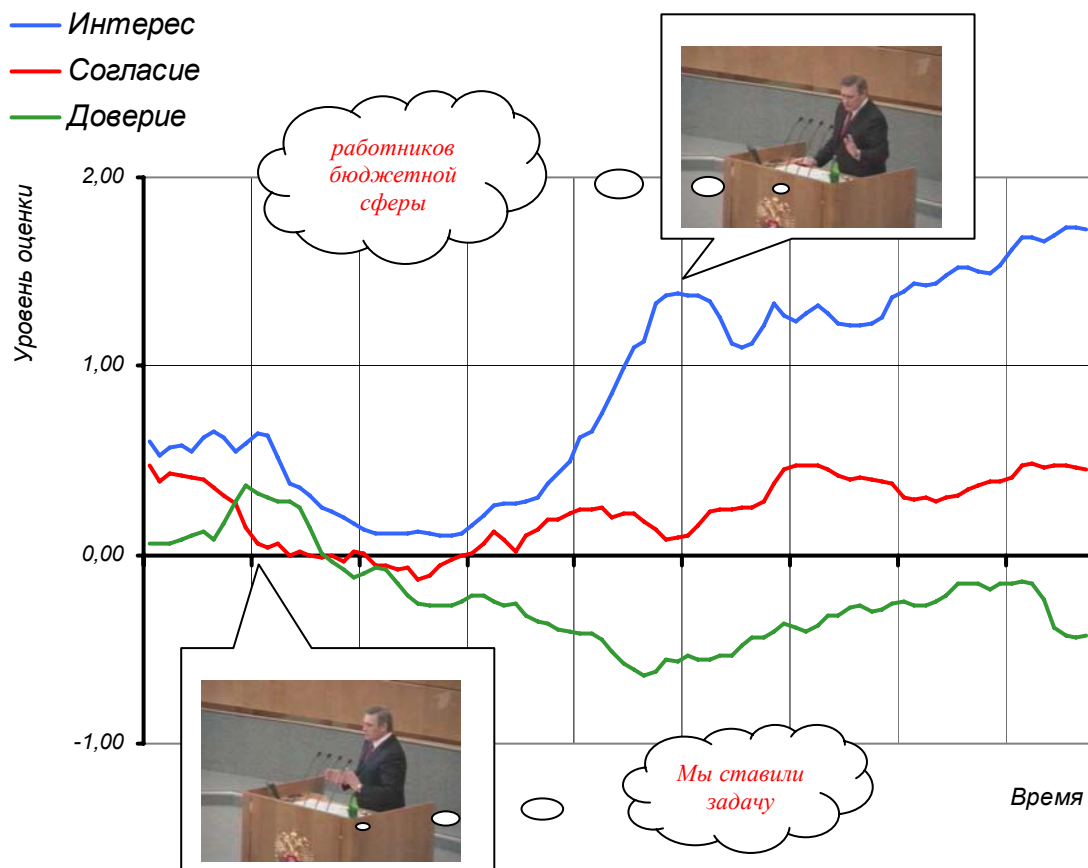 Интерес
Согласие
Доверие
работников
бюджетной
сферы
Уровень оценки
2,00
1,00
0,00
-1,00
Мы ставили
задачу
Время